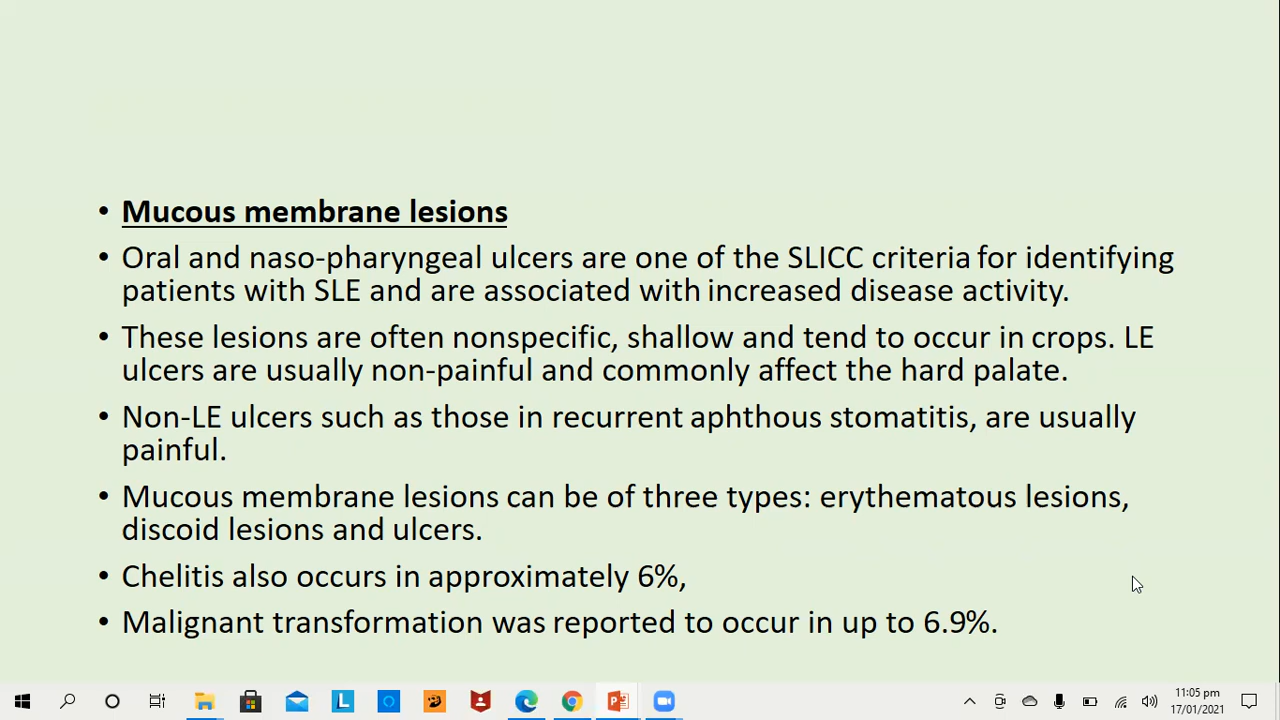 • Mucous membrane lesions
• Oral and naso-pharyngeal ulcers are one of the SLICC criteria for identifying
patients with SLE and are associated with increased disease activity.
• These lesions are often nonspecific, shallow and tend to occur in crops. LE
ulcers are usually non-painful and commonly affect the hard palate.
• Non-LE ulcers such as those in recurrent aphthous stomatitis, are usually
painful.
• Mucous membrane lesions can be of three types: erythematous lesions,
discoid lesions and ulcers.
• Chelitis also occurs in approximately 6%,
• Malignant transformation was reported to occur in up to 6.9%.
11:05 pm
17/01/2021